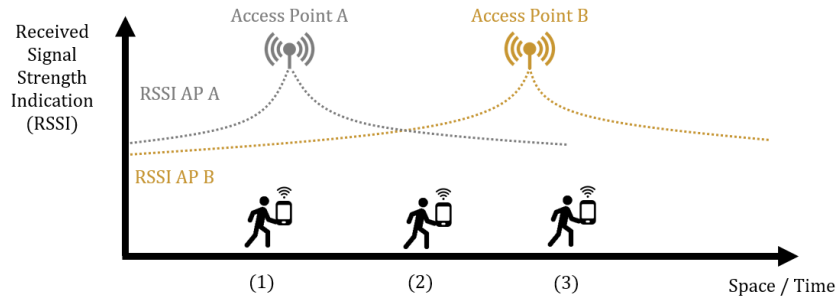 Access Point A
Access Point B
Received
Signal
Strength
Indication
(RSSI)
RSSI AP A
RSSI AP B
(1)
(2)
(3)
Space / Time